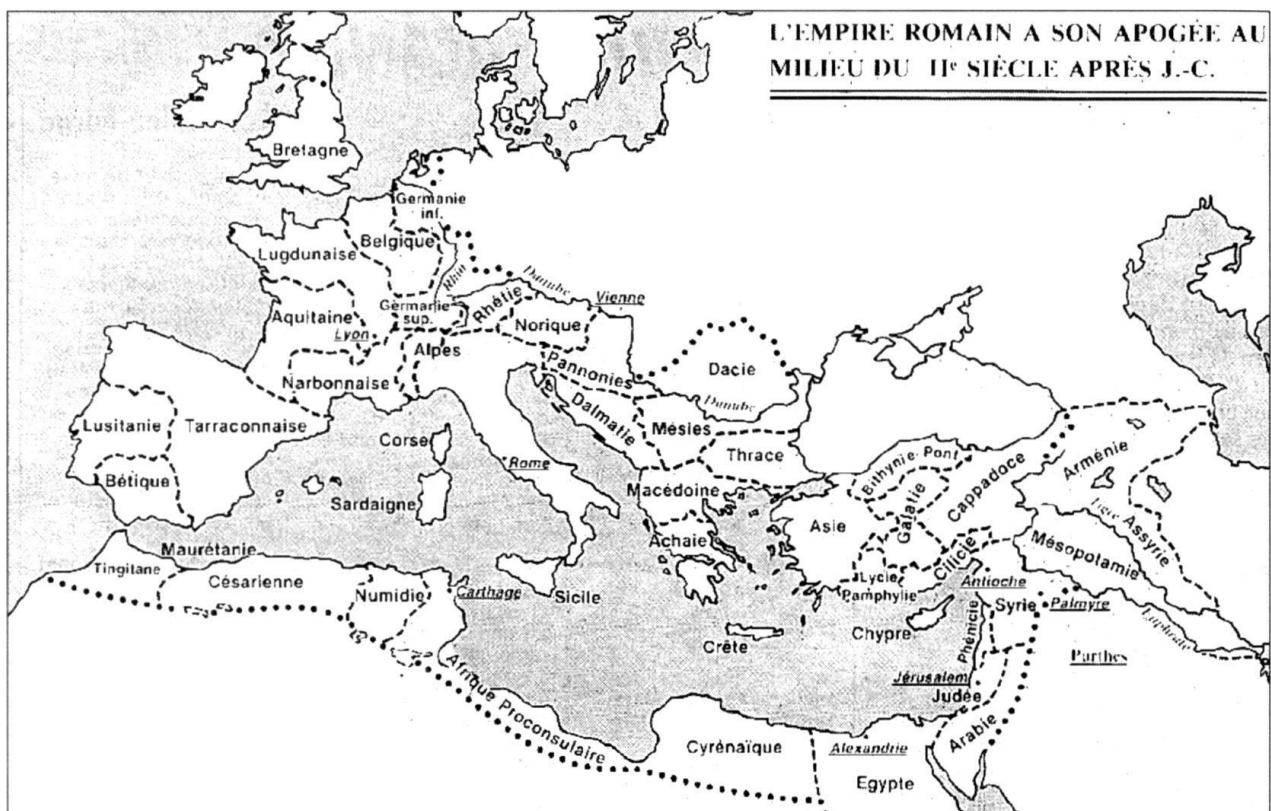 L'EMPIRE ROMAIN A SON APOGÉE AU
MILIEU DU IIe SIÈCLE APRÈS J.-C.
Bretagne
Germanie
inf.
Belgique
Lugdunaise
Rhin
Danube
Vienne
Germanie
sup.
Rhétie
Norique
Aquitaine
Lyon
Alpes
Narbonnaise
Pannonies
Dacie
Danube
Dalmatie
Mésies
Thrace
Lusitanie
Tarraconnaise
Bétique
Corse
Rome
Sardaigne
Macédoine
Achaie
Bithynie-Pont
Galatie
Cappadoce
Arménie
Asie
Tigre
Assyrie
Mésopotamie
Lycie
Pamphylie
Cilicie
Antioche
Maurétanie
Tingitane
Césarienne
Numidie
Carthage
Sicile
Crête
Chypre
Syrie
Palmyre
Phénicie
Euphrate
Parthes
Jérusalem
Judée
Arabie
Afrique Proconsulaire
Cyrénaïque
Alexandrie
Egypte